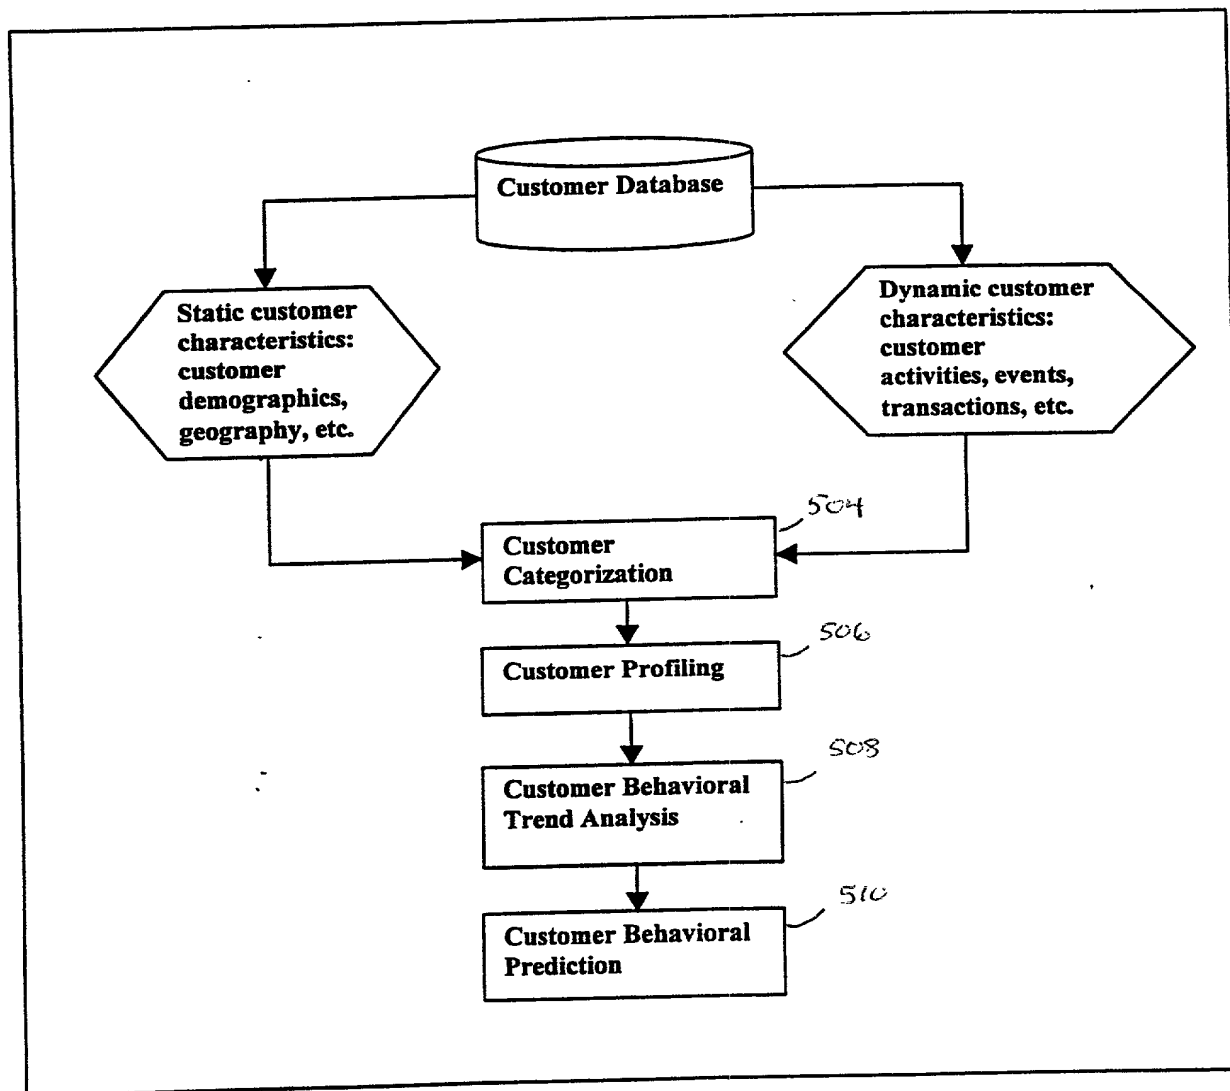 Customer Database
Static customer
characteristics:
customer
demographics,
geography, etc.
Dynamic customer
characteristics:
customer
activities, events,
transactions, etc.
504
Customer
Categorization
506
Customer Profiling
508
Customer Behavioral
Trend Analysis
510
Customer Behavioral
Prediction